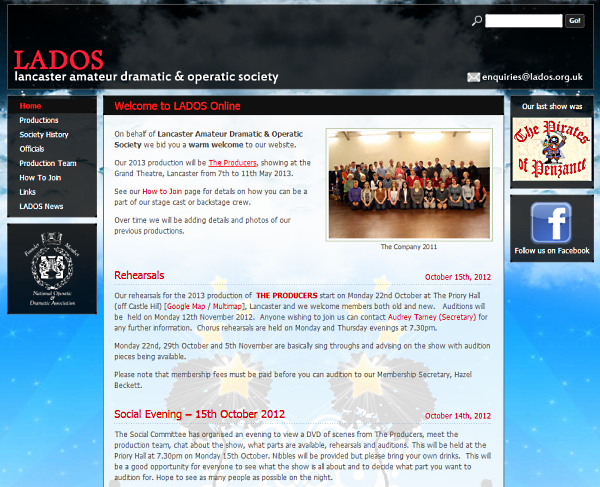 LADOS
lancaster amateur dramatic & operatic society
Go!
enquiries@lados.org.uk
Home
Productions
Society History
Officials
Production Team
How To Join
Links
LADOS News
Founder Member
National Operatic &
Dramatic Association
Welcome to LADOS Online
On behalf of Lancaster Amateur Dramatic & Operatic
Society we bid you a warm welcome to our website.
Our 2013 production will be The Producers, showing at the
Grand Theatre, Lancaster from 7th to 11th May 2013.
See our How to Join page for details on how you can be a
part of our stage cast or backstage crew.
Over time we will be adding details and photos of our
previous productions.
The Company 2011
Rehearsals
October 15th, 2012
Our rehearsals for the 2013 production of THE PRODUCERS start on Monday 22nd October at The Priory Hall
(off Castle Hill) [Google Map / Multimap], Lancaster and we welcome members both old and new. Auditions will
be held on Monday 12th November 2012. Anyone wishing to join us can contact Audrey Tarney (Secretary) for
any further information. Chorus rehearsals are held on Monday and Thursday evenings at 7.30pm.
Monday 22nd, 29th October and 5th November are basically sing throughs and advising on the show with audition
pieces being available.
Please note that membership fees must be paid before you can audition to our Membership Secretary, Hazel
Beckett.
Social Evening – 15th October 2012
October 14th, 2012
The Social Committee has organised an evening to view a DVD of scenes from The Producers, meet the
production team, chat about the show, what parts are available, rehearsals and auditions. This will be held at the
Priory Hall at 7.30pm on Monday 15th October. Nibbles will be provided but please bring your own drinks. This will
be a good opportunity for everyone to see what the show is all about and to decide what part you want to
audition for. Hope to see as many people as possible on the night.
Our last show was
The Pirates
of Penzance
f
Follow us on Facebook